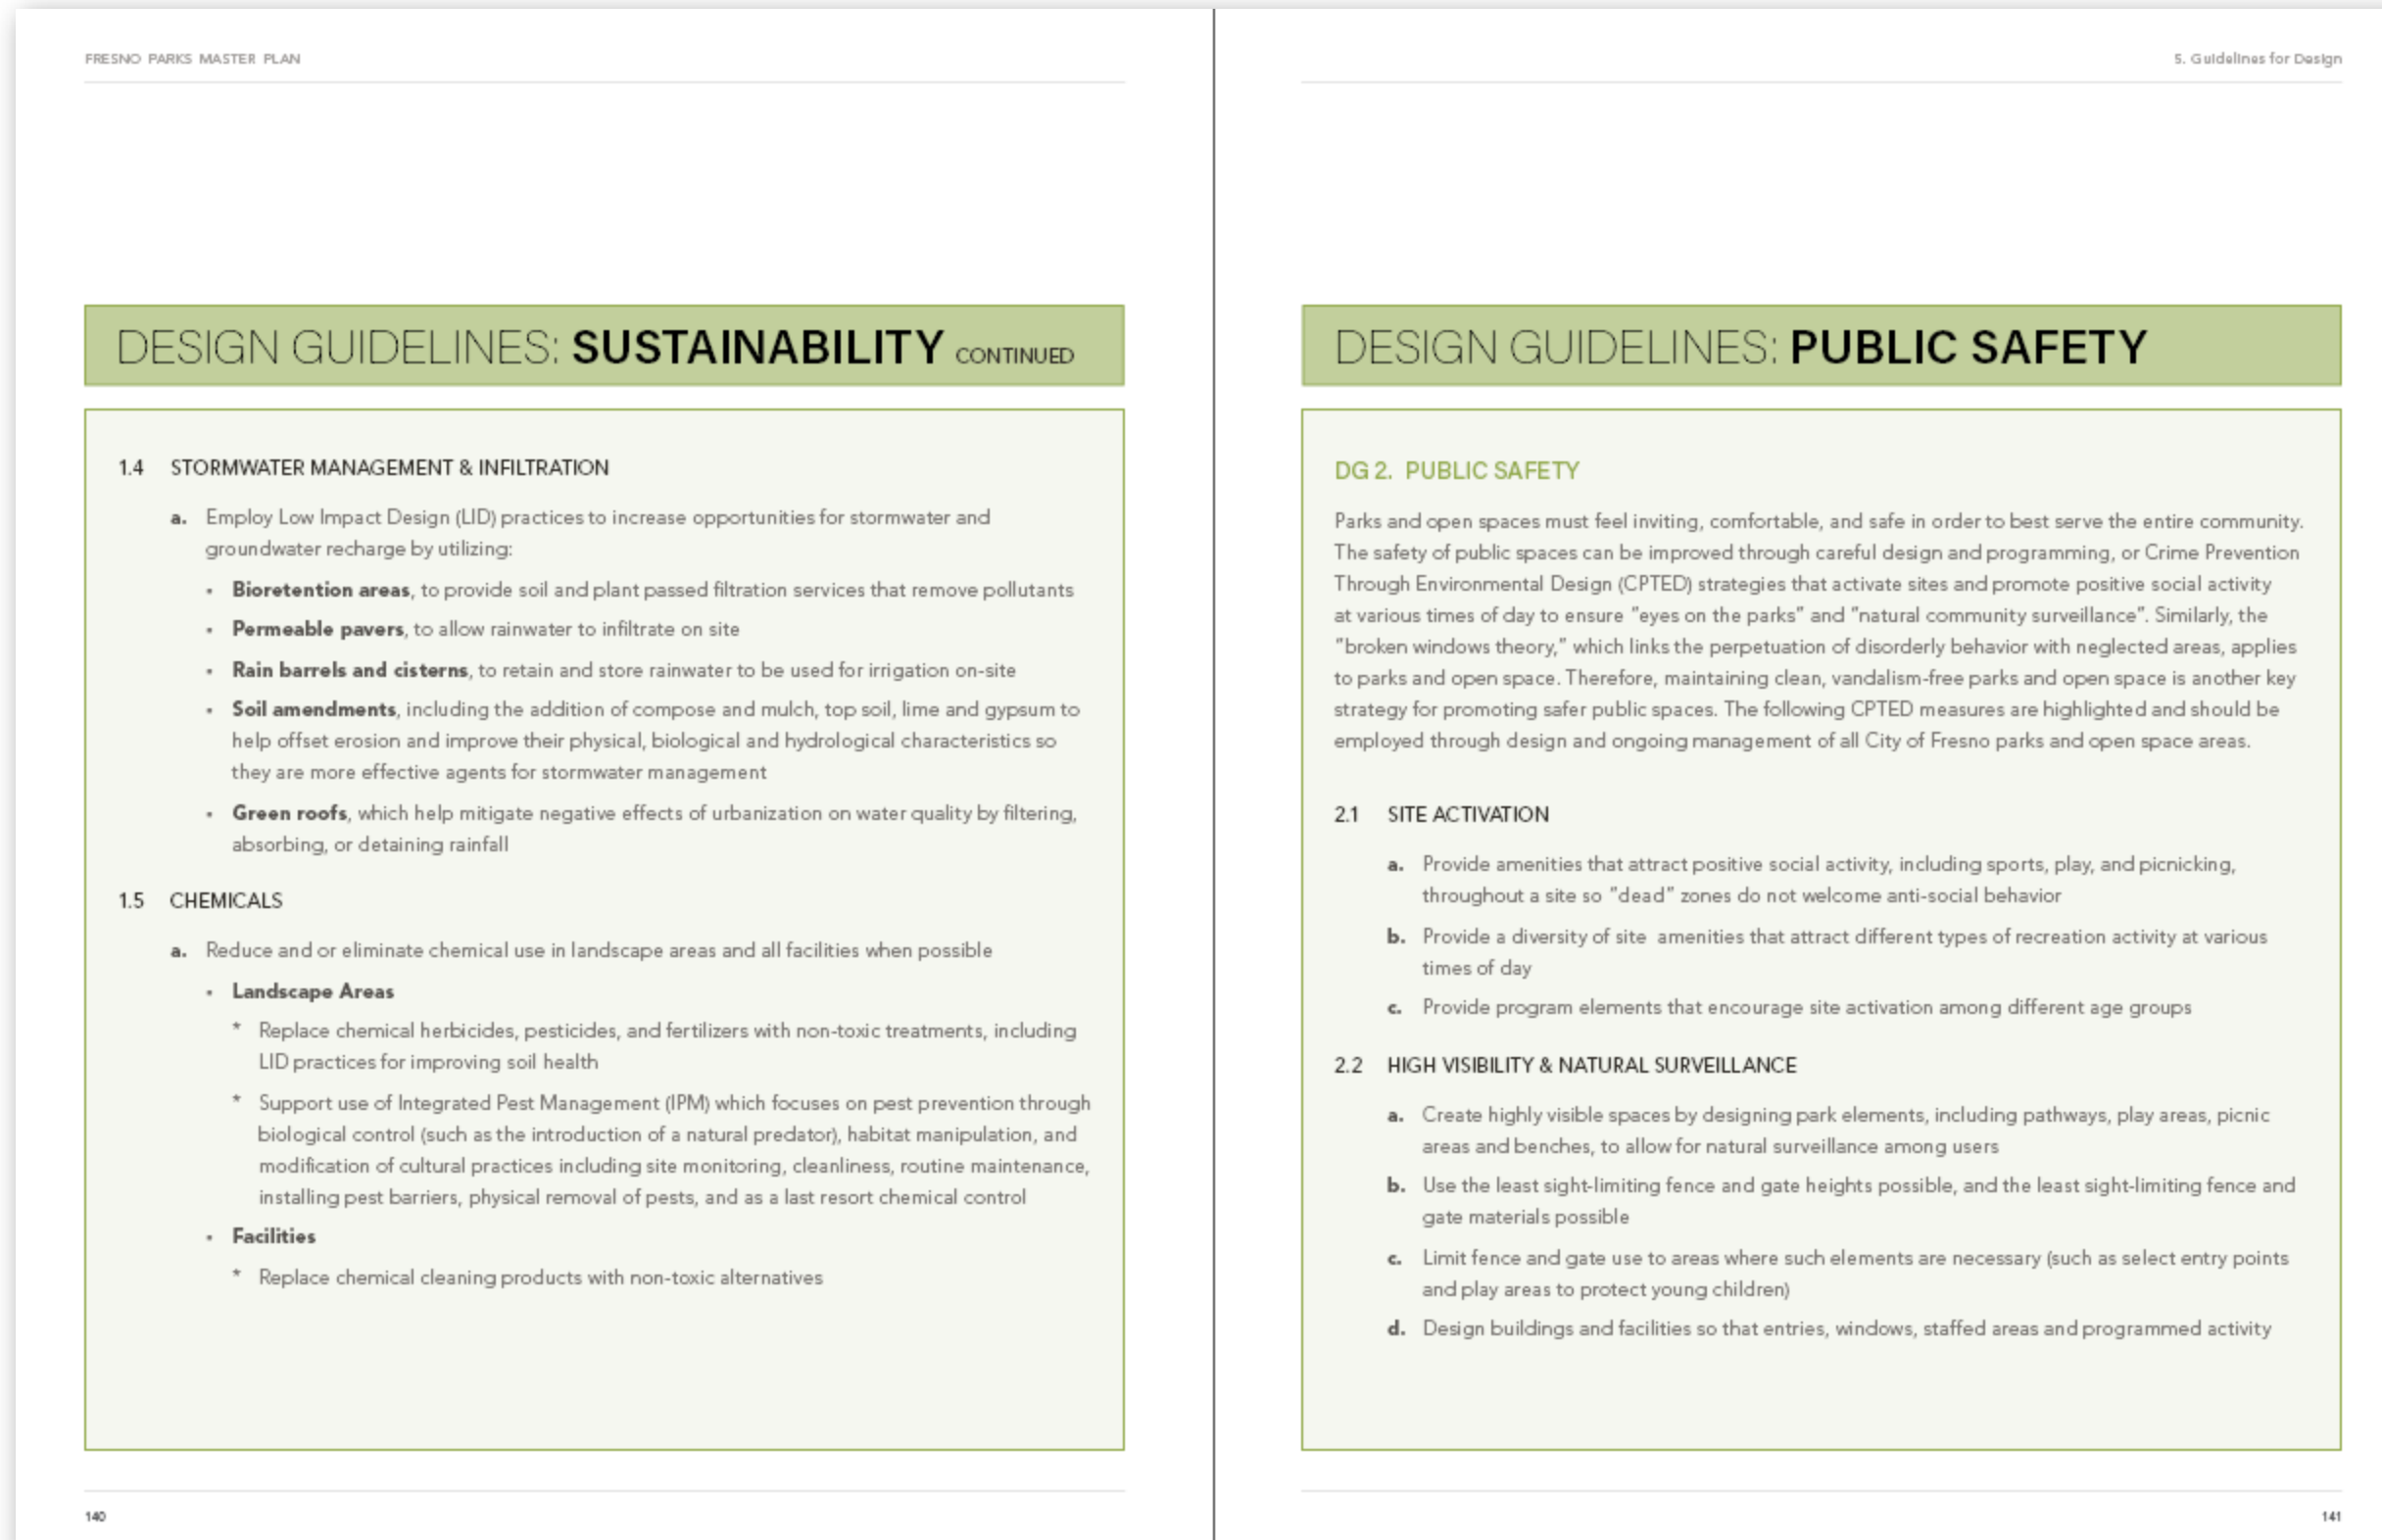 FRESNO PARKS MASTER PLAN
DESIGN GUIDELINES: SUSTAINABILITY CONTINUED
1.4 STORMWATER MANAGEMENT & INFILTRATION
a. Employ Low Impact Design (LID) practices to increase opportunities for stormwater and
groundwater recharge by utilizing:
• Bioretention areas, to provide soil and plant passed filtration services that remove pollutants
• Permeable pavers, to allow rainwater to infiltrate on site
• Rain barrels and cisterns, to retain and store rainwater to be used for irrigation on-site
• Soil amendments, including the addition of compose and mulch, top soil, lime and gypsum to
help offset erosion and improve their physical, biological and hydrological characteristics so
they are more effective agents for stormwater management
• Green roofs, which help mitigate negative effects of urbanization on water quality by filtering,
absorbing, or detaining rainfall
1.5 CHEMICALS
a. Reduce and or eliminate chemical use in landscape areas and all facilities when possible
• Landscape Areas
* Replace chemical herbicides, pesticides, and fertilizers with non-toxic treatments, including
LID practices for improving soil health
* Support use of Integrated Pest Management (IPM) which focuses on pest prevention through
biological control (such as the introduction of a natural predator), habitat manipulation, and
modification of cultural practices including site monitoring, cleanliness, routine maintenance,
installing pest barriers, physical removal of pests, and as a last resort chemical control
• Facilities
* Replace chemical cleaning products with non-toxic alternatives
140
5. Guidelines for Design
DESIGN GUIDELINES: PUBLIC SAFETY
DG 2. PUBLIC SAFETY
Parks and open spaces must feel inviting, comfortable, and safe in order to best serve the entire community.
The safety of public spaces can be improved through careful design and programming, or Crime Prevention
Through Environmental Design (CPTED) strategies that activate sites and promote positive social activity
at various times of day to ensure "eyes on the parks" and "natural community surveillance". Similarly, the
"broken windows theory," which links the perpetuation of disorderly behavior with neglected areas, applies
to parks and open space. Therefore, maintaining clean, vandalism-free parks and open space is another key
strategy for promoting safer public spaces. The following CPTED measures are highlighted and should be
employed through design and ongoing management of all City of Fresno parks and open space areas.
2.1 SITE ACTIVATION
a. Provide amenities that attract positive social activity, including sports, play, and picnicking,
throughout a site so "dead" zones do not welcome anti-social behavior
b. Provide a diversity of site amenities that attract different types of recreation activity at various
times of day
c. Provide program elements that encourage site activation among different age groups
2.2 HIGH VISIBILITY & NATURAL SURVEILLANCE
a. Create highly visible spaces by designing park elements, including pathways, play areas, picnic
areas and benches, to allow for natural surveillance among users
b. Use the least sight-limiting fence and gate heights possible, and the least sight-limiting fence and
gate materials possible
c. Limit fence and gate use to areas where such elements are necessary (such as select entry points
and play areas to protect young children)
d. Design buildings and facilities so that entries, windows, staffed areas and programmed activity
141